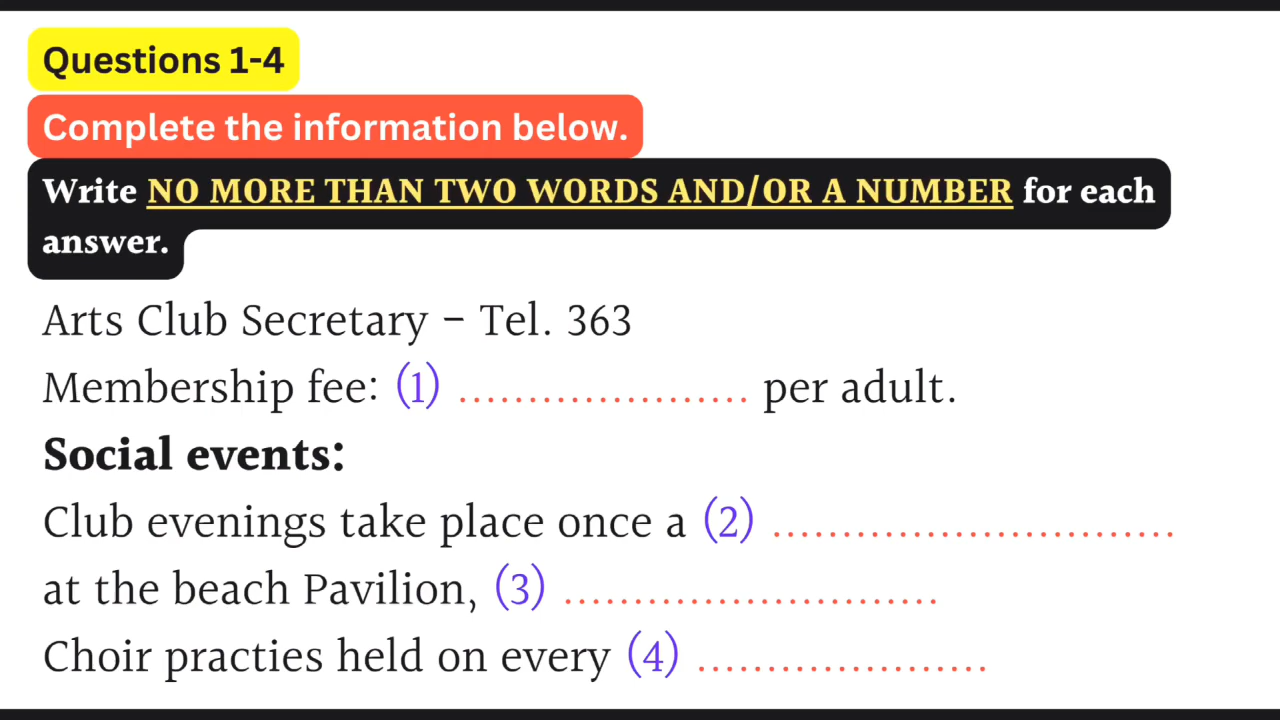 Questions 1-4
Complete the information below.
Write NO MORE THAN TWO WORDS AND/OR A NUMBER for each
answer.
Arts Club Secretary – Tel. 363
Membership fee: (1) ..................... per adult.
Social events:
Club evenings take place once a (2) .............................
at the beach Pavilion, (3) ...........................
Choir practies held on every (4) .....................